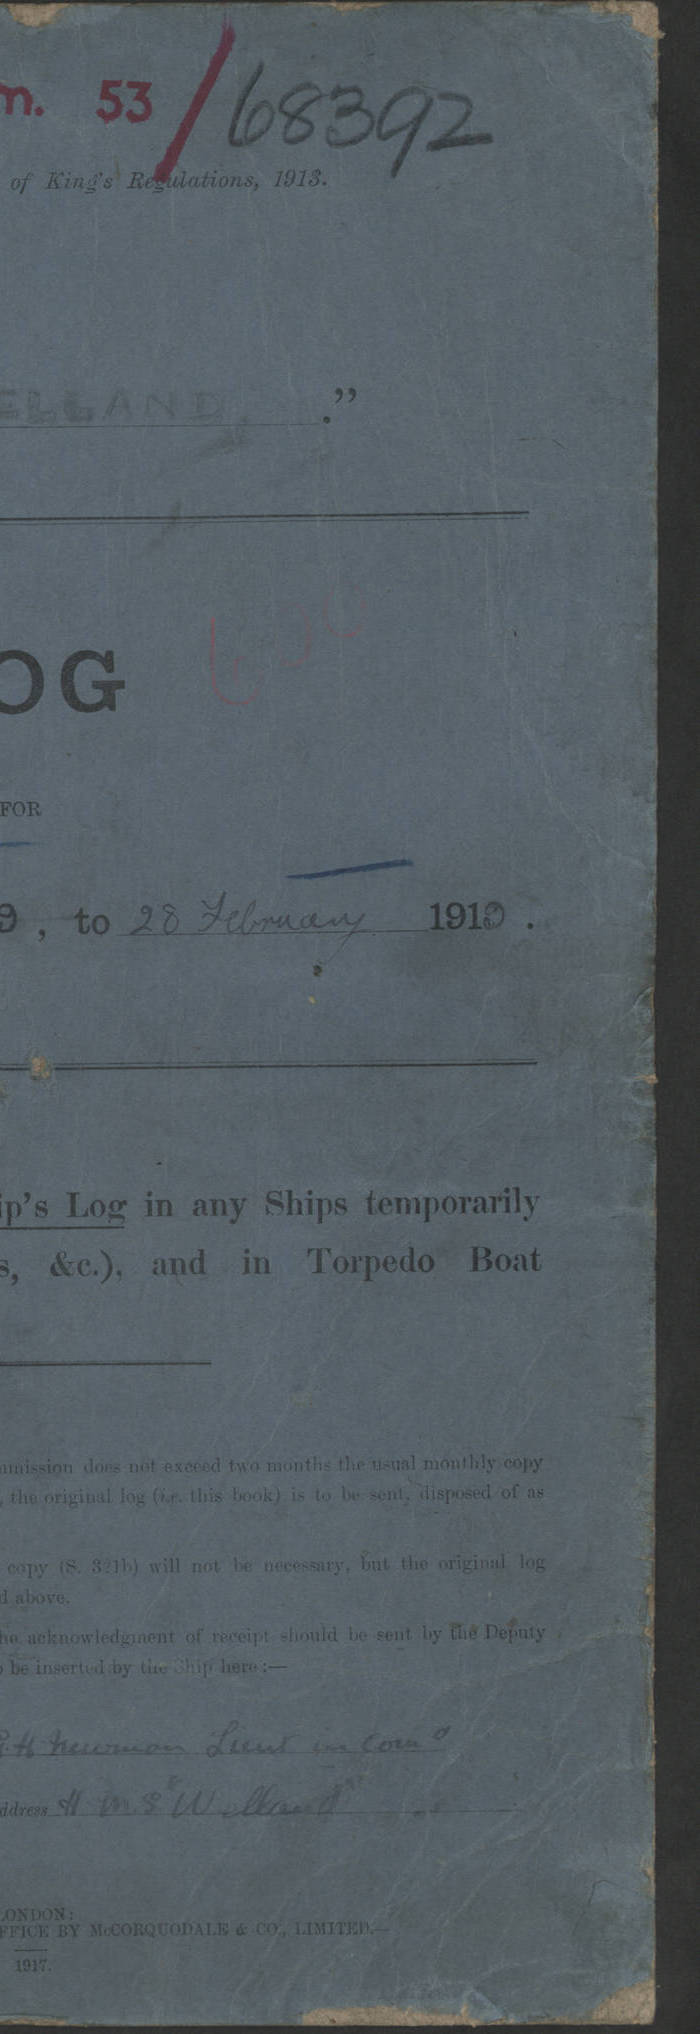 m. 53/68392
of King's Regulations, 1913.
ELLAND ."
600
OG
FOR
9, to 28 February 1919.
ip's Log in any Ships temporarily
s, &c.), and in Torpedo Boat
mmission does not exceed two months the usual monthly copy
, the original log (i.e. this book) is to be sent, disposed of as
copy (S. 321b) will not be necessary, but the original log
d above.
he acknowledgment of receipt should be sent by the Deputy
o be inserted by the Ship here:—
H Newman Lieut in Com d
ddress H M S "Welland"
LONDON:
FFICE BY McCORQUODALE & CO., LIMITED.—
1917.